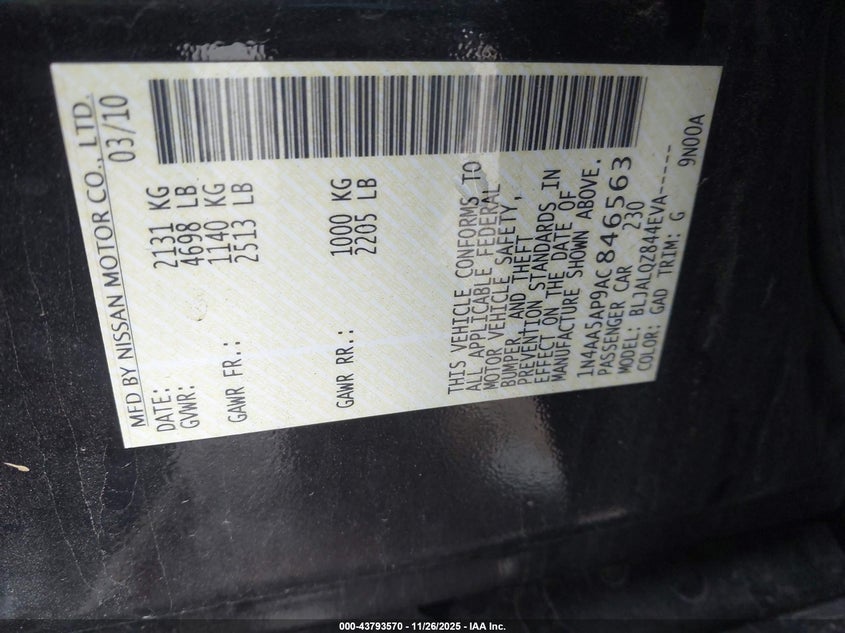 MFD BY NISSAN MOTOR CO., LTD.
DATE: 03/10
GVWR: 2131 KG
4698 LB
GAWR FR.: 1140 KG
2513 LB
GAWR RR.: 1000 KG
2205 LB
THIS VEHICLE CONFORMS TO
ALL APPLICABLE FEDERAL
MOTOR VEHICLE SAFETY,
BUMPER, AND THEFT
PREVENTION STANDARDS IN
EFFECT ON THE DATE OF
MANUFACTURE SHOWN ABOVE.
1N4AA5AP9AC846563
PASSENGER CAR 230
MODEL: BLJALQZ844EVA------
COLOR: GAD TRIM: G 9N00A
000-43793570 - 11/26/2025 - IAA Inc.